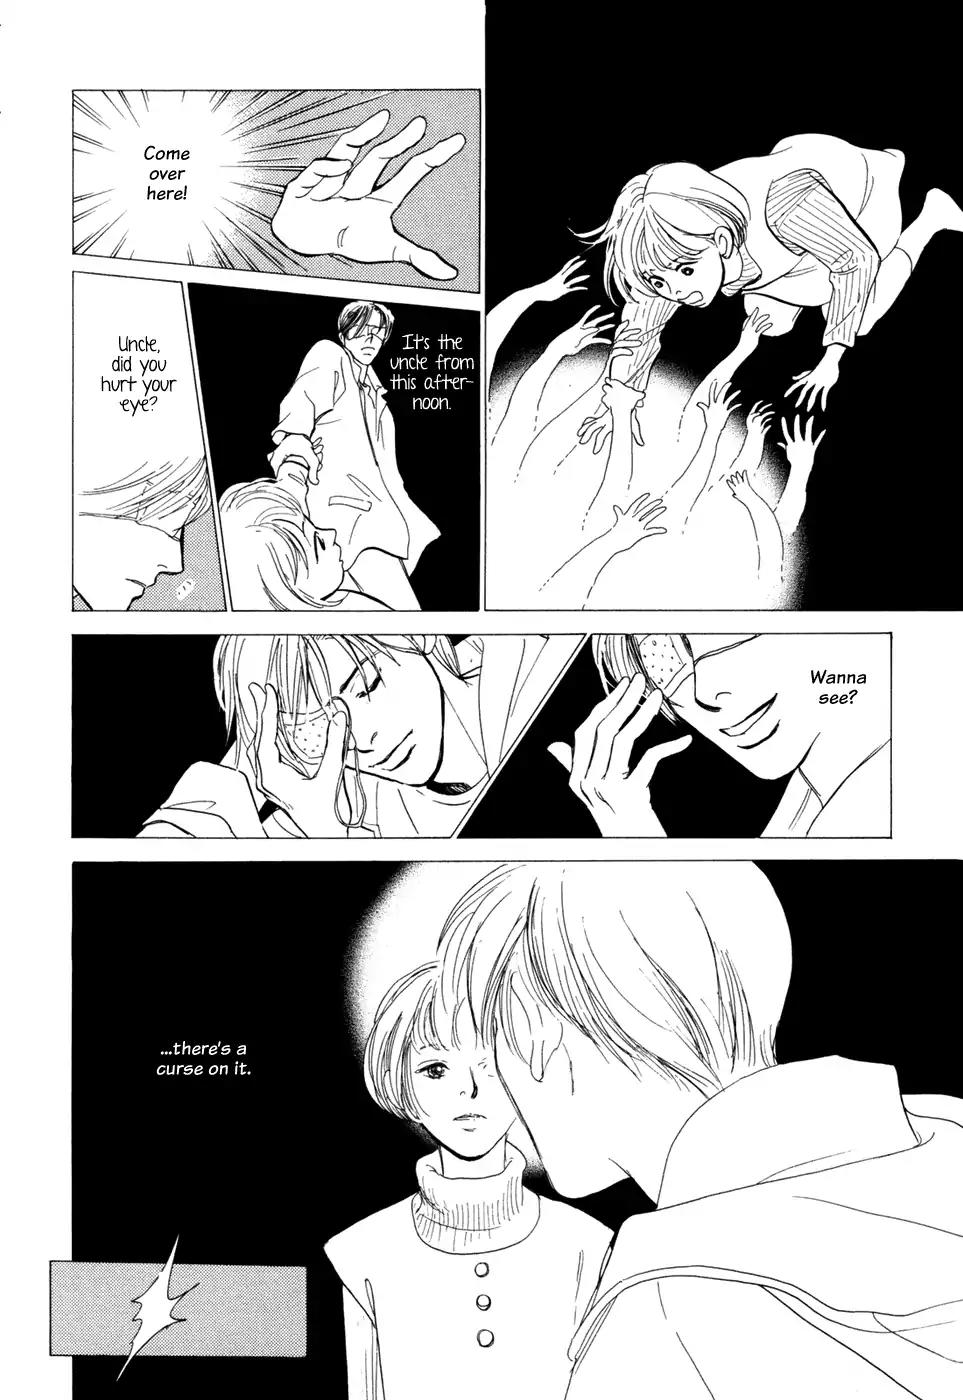 Come
over
here!
It's the
uncle from
this after-
noon.
Uncle,
did you
hurt your
eye?
Wanna
see?
...there's a
curse on it.